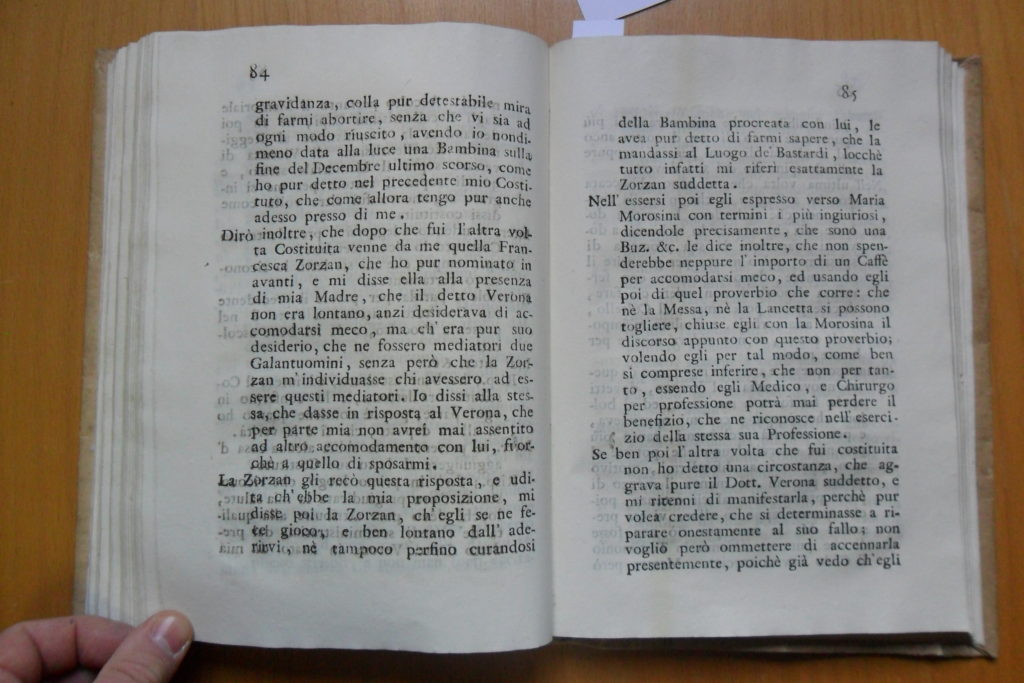 84
gravidanza, colla pur detestabile mira
di farmi abortire, senza che vi sia ad
ogni modo riuscito, avendo io nondi-
meno data alla luce una Bambina sulla
fine del Decembre ultimo scorso, come
ho pur detto nel precedente mio Costi-
tuto, che come allora tengo pur anche
adesso presso di me.
Dirò inoltre, che dopo che fui l'altra vol-
ta Costituita venne da me quella Fran-
cesca Zorzan, che ho pur nominato in
avanti, e mi disse ella alla presenza
di mia Madre, che il detto Verona
non era lontano, anzi desiderava di ac-
comodarsi meco, ma ch'era pur suo
desiderio, che ne fossero mediatori due
Galantuomini, senza però che la Zor-
zan m'individuasse chi avessero ad es-
sere questi mediatori. Io dissi alla stes-
sa, che dasse in risposta al Verona, che
per parte mia non avrei mai assentito
ad altro accomodamento con lui, fuor-
chè a quello di sposarmi.
La Zorzan gli recò questa risposta, e udi-
ta ch'ebbe la mia proposizione, mi
disse poi la Zorzan, ch'egli se ne fe-
ce gioco, e ben lontano dall'ade-
rirvi, nè tampoco perfino curandosi
85
della Bambina procreata con lui, le
avea pur detto di farmi sapere, che la
mandassi al Luogo de' Bastardi, locchè
tutto infatti mi riferì esattamente la
Zorzan suddetta.
Nell' essersi poi egli espresso verso Maria
Morosina con termini i più ingiuriosi,
dicendole precisamente, che sono una
Buz. &c. le dice inoltre, che non spen-
derebbe neppure l' importo di un Caffè
per accomodarsi meco, ed usando egli
poi di quel proverbio che corre: che
nè la Messa, nè la Lancetta si possono
togliere, chiuse egli con la Morosina il
discorso appunto con questo proverbio;
volendo egli per tal modo, come ben
si comprese inferire, che non per tan-
to, essendo egli Medico, e Chirurgo
per professione potrà mai perdere il
benefizio, che ne riconosce nell'eserci-
zio della stessa sua Professione.
Se ben poi l'altra volta che fui costituita
non ho detto una circostanza, che ag-
grava pure il Dott. Verona suddetto, e
mi ritenni di manifestarla, perchè pur
volea credere, che si determinasse a ri-
parare onestamente al suo fallo; non
voglio però ommettere di accennarla
presentemente, poichè già vedo ch'egli